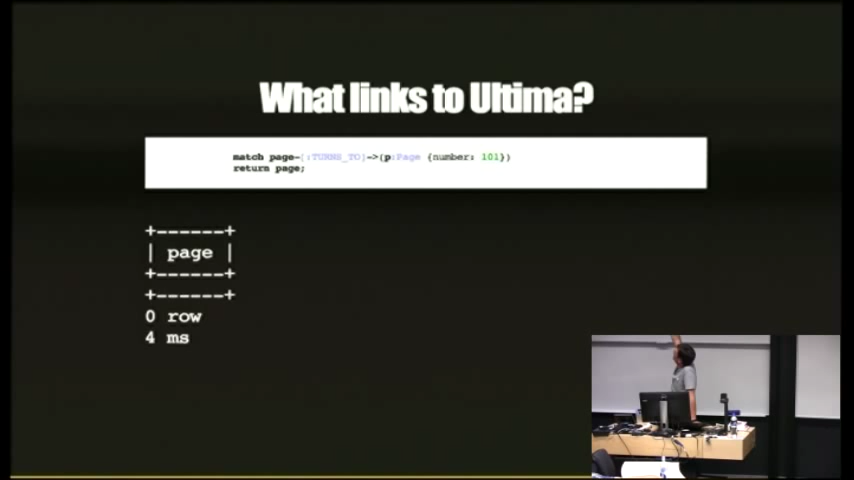 What links to Ultima?
match page-[:TURNS_TO]->(p:Page {number: 101})
return page;
+------+
| page |
+------+
+------+
0 row
4 ms